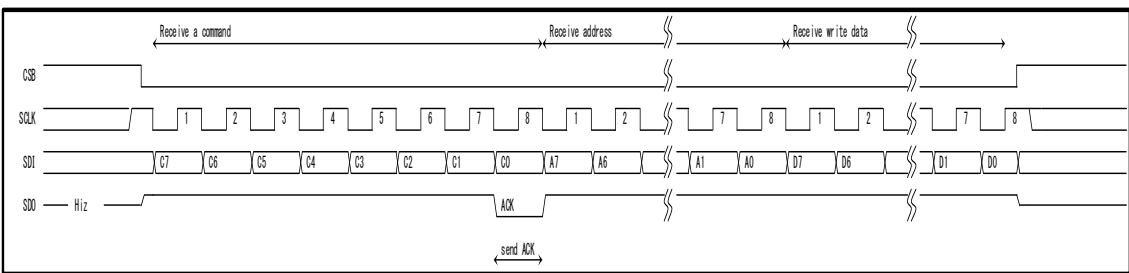 Receive a command Receive address Receive write data
CSB
SCLK 1 2 3 4 5 6 7 8 1 2 7 8 1 2 7 8
SDI C7 C6 C5 C4 C3 C2 C1 C0 A7 A6 A1 A0 D7 D6 D1 D0
SDO Hiz ACK
send ACK